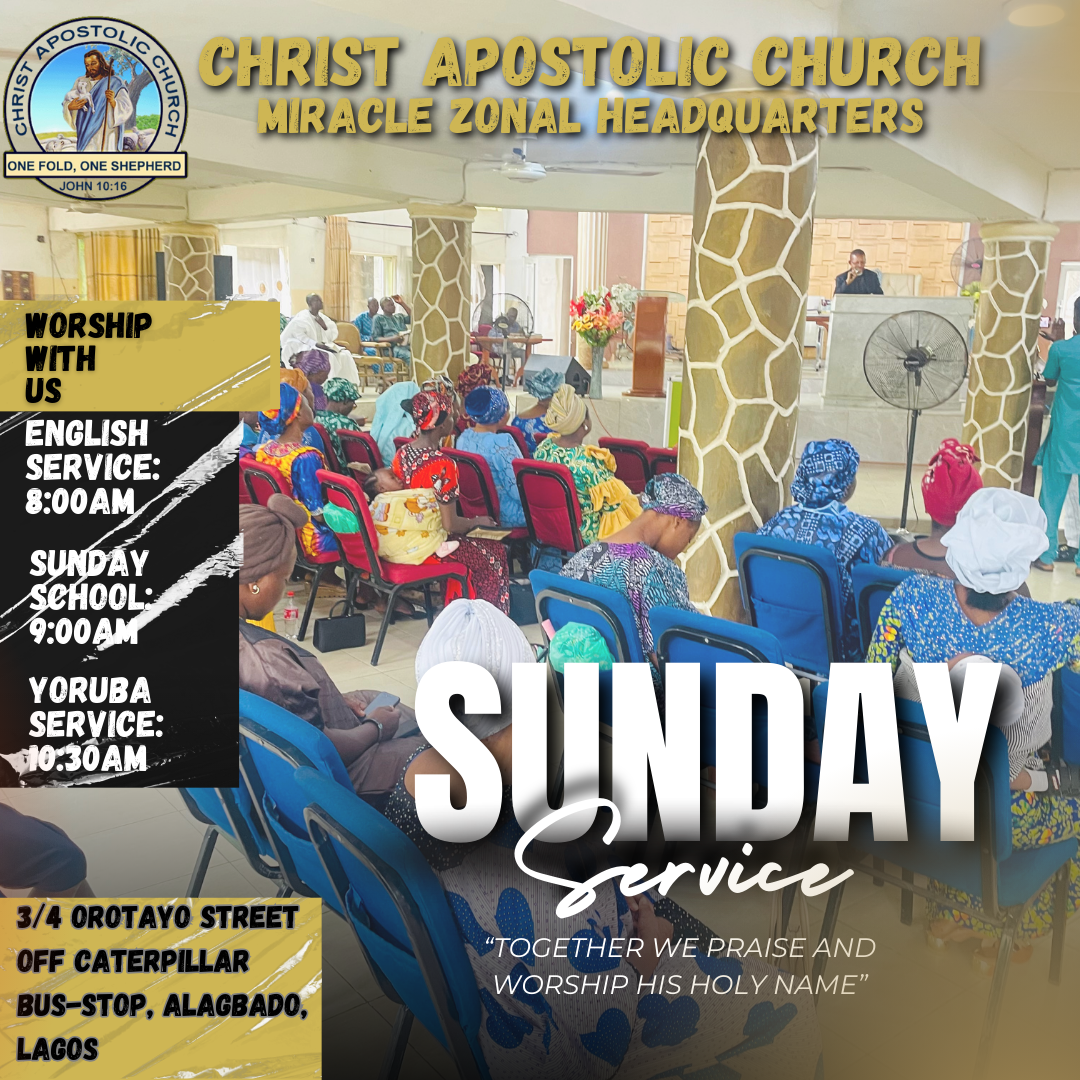 CHRIST APOSTOLIC CHURCH
ONE FOLD, ONE SHEPHERD
JOHN 10:16
CHRIST APOSTOLIC CHURCH
MIRACLE ZONAL HEADQUARTERS
WORSHIP
WITH
US
ENGLISH
SERVICE:
8:00AM
SUNDAY
SCHOOL:
9:00AM
YORUBA
SERVICE:
10:30AM
SUNDAY
Service
“TOGETHER WE PRAISE AND
WORSHIP HIS HOLY NAME”
3/4 OROTAYO STREET
OFF CATERPILLAR
BUS-STOP, ALAGBADO,
LAGOS